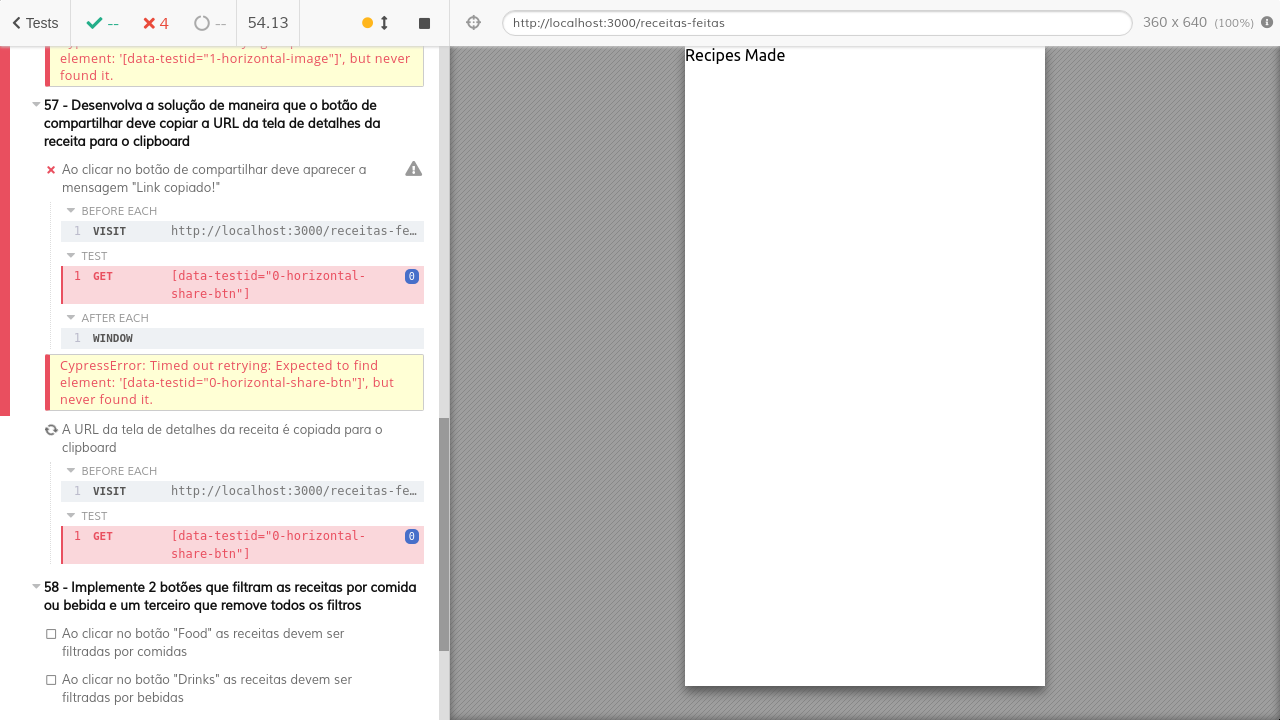 Tests
--
4
--
54.13
http://localhost:3000/receitas-feitas
360 x 640 (100%)
element: '[data-testid="1-horizontal-image"]', but never
found it.
57 - Desenvolva a solução de maneira que o botão de
compartilhar deve copiar a URL da tela de detalhes da
receita para o clipboard
Ao clicar no botão de compartilhar deve aparecer a
mensagem "Link copiado!"
BEFORE EACH
1 VISIT http://localhost:3000/receitas-fe…
TEST
1 GET [data-testid="0-horizontal- 0
share-btn"]
AFTER EACH
1 WINDOW
CypressError: Timed out retrying: Expected to find
element: '[data-testid="0-horizontal-share-btn"]', but
never found it.
A URL da tela de detalhes da receita é copiada para o
clipboard
BEFORE EACH
1 VISIT http://localhost:3000/receitas-fe…
TEST
1 GET [data-testid="0-horizontal- 0
share-btn"]
58 - Implemente 2 botões que filtram as receitas por comida
ou bebida e um terceiro que remove todos os filtros
Ao clicar no botão "Food" as receitas devem ser
filtradas por comidas
Ao clicar no botão "Drinks" as receitas devem ser
filtradas por bebidas
Recipes Made